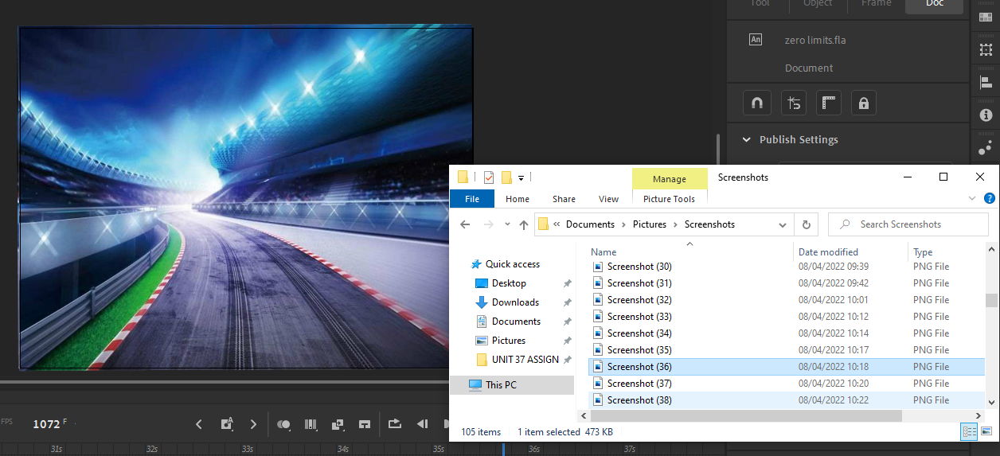 Tool Object Frame Doc
An zero limits.fla
Document
Publish Settings
Manage Screenshots
File Home Share View Picture Tools
« Documents › Pictures › Screenshots
Search Screenshots
Name Date modified Type
Quick access
Desktop
Downloads
Documents
Pictures
UNIT 37 ASSIGN
This PC
Screenshot (30) 08/04/2022 09:39 PNG File
Screenshot (31) 08/04/2022 09:42 PNG File
Screenshot (32) 08/04/2022 10:01 PNG File
Screenshot (33) 08/04/2022 10:12 PNG File
Screenshot (34) 08/04/2022 10:14 PNG File
Screenshot (35) 08/04/2022 10:17 PNG File
Screenshot (36) 08/04/2022 10:18 PNG File
Screenshot (37) 08/04/2022 10:20 PNG File
Screenshot (38) 08/04/2022 10:22 PNG File
105 items 1 item selected 473 KB
FPS 1072 F
A
31s 32s 33s 34s 35s 36s 37s